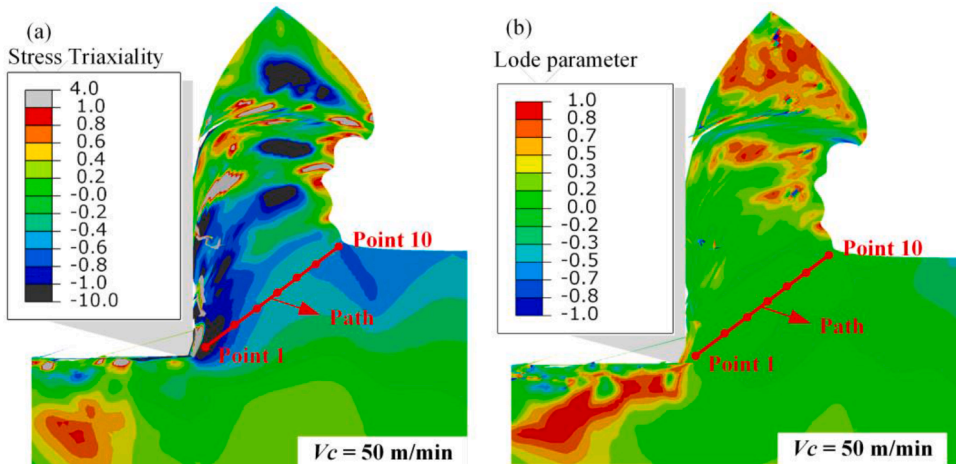 (a)
Stress Triaxiality
4.0
1.0
0.8
0.6
0.4
0.2
-0.0
-0.2
-0.4
-0.6
-0.8
-1.0
-10.0
Point 10
Path
Point 1
Vc = 50 m/min
(b)
Lode parameter
1.0
0.8
0.7
0.5
0.3
0.2
0.0
-0.2
-0.3
-0.5
-0.7
-0.8
-1.0
Point 10
Path
Point 1
Vc = 50 m/min